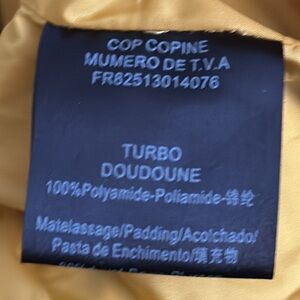 COP COPINE
MUMERO DE T.V.A
FR82513014076
TURBO
DOUDOUNE
100%Polyamide-Poliamide-锦纶
Matelassage/Padding/Acolchado/
Pasta de Enchimento/填充物